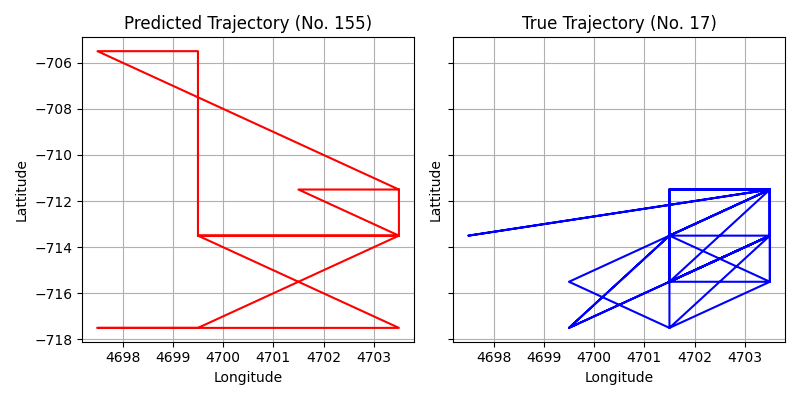 Predicted Trajectory (No. 155)
True Trajectory (No. 17)
−706
−708
−710
−712
−714
−716
−718
Lattitude
Lattitude
4698 4699 4700 4701 4702 4703
4698 4699 4700 4701 4702 4703
Longitude
Longitude